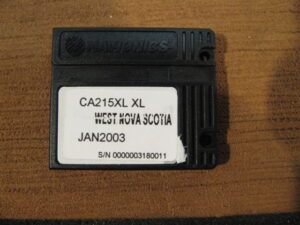 NAVIONICS
CA215XL XL
WEST NOVA SCOTIA
JAN2003
S/N 0000003180011